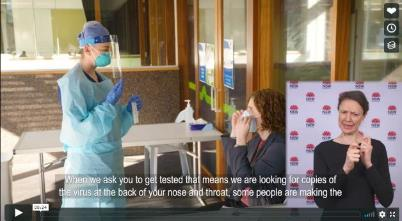 When we ask you to get tested that means we are looking for copies of
the virus at the back of your nose and throat, some people are making the
NSW